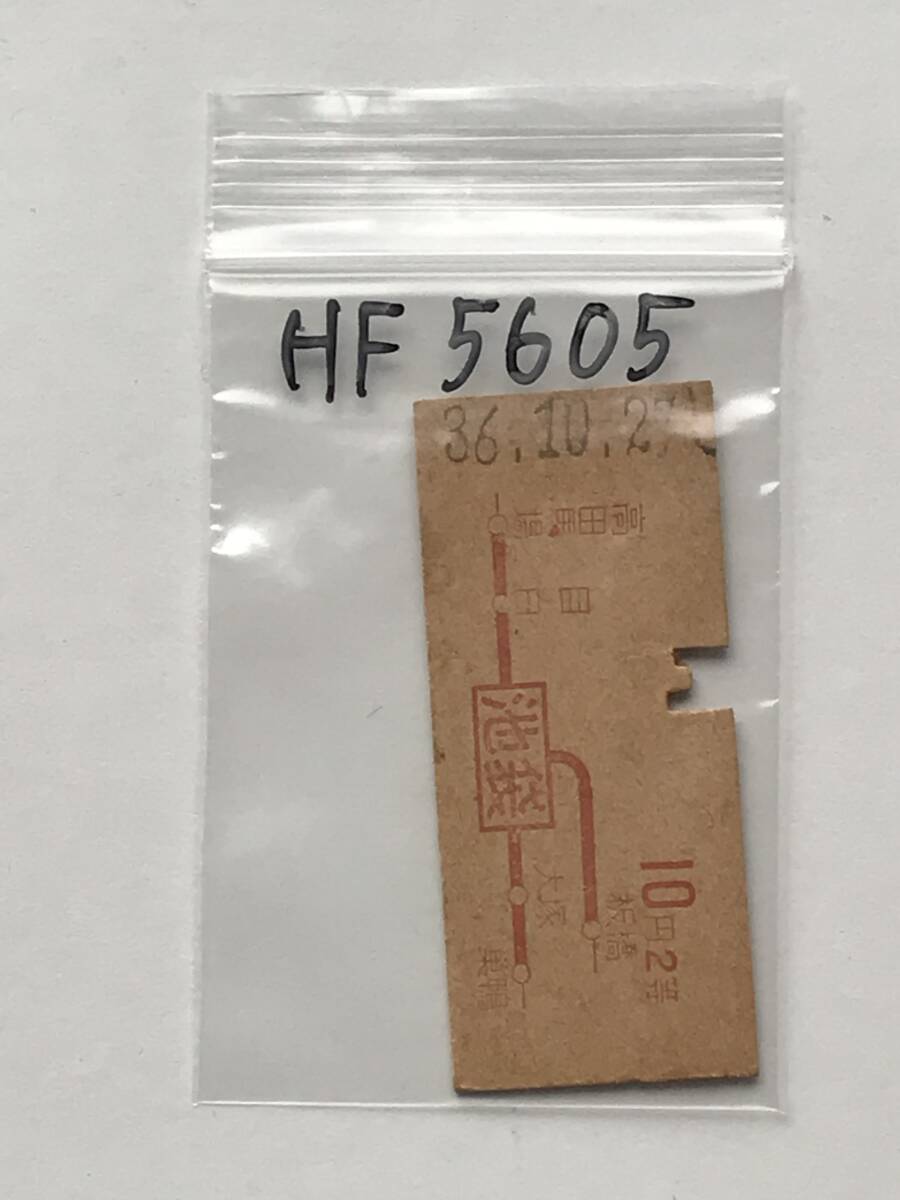 HF 5605
36.10.27
高田馬場
目白
池袋
大塚
巣鴨
板橋
10円2等